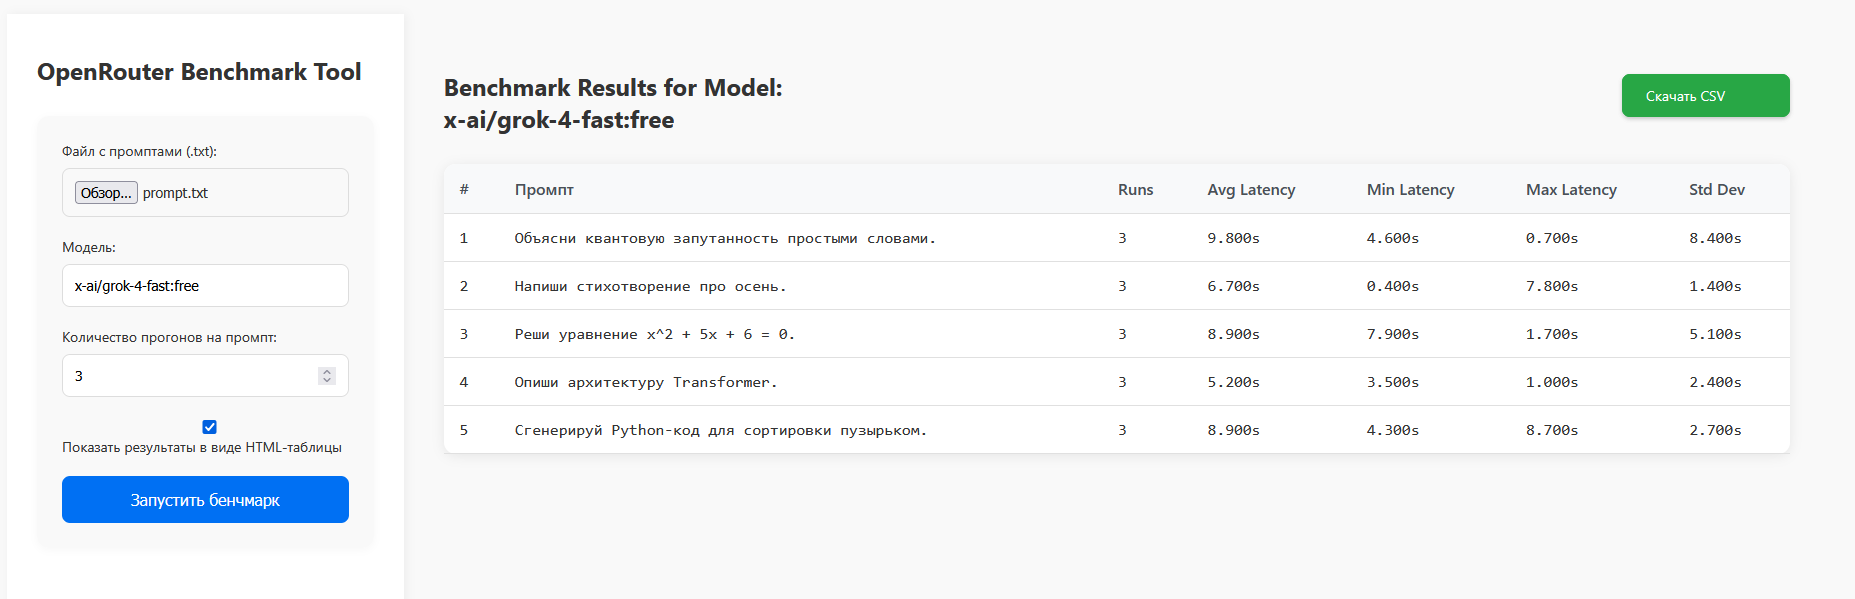 OpenRouter Benchmark Tool
Файл с промптами (.txt):
Обзор... prompt.txt
Модель:
x-ai/grok-4-fast:free
Количество прогонов на промпт:
3
Показать результаты в виде HTML-таблицы
Запустить бенчмарк
Benchmark Results for Model:
x-ai/grok-4-fast:free
Скачать CSV
# Промпт Runs Avg Latency Min Latency Max Latency Std Dev
1 Объясни квантовую запутанность простыми словами. 3 9.800s 4.600s 0.700s 8.400s
2 Напиши стихотворение про осень. 3 6.700s 0.400s 7.800s 1.400s
3 Реши уравнение x^2 + 5x + 6 = 0. 3 8.900s 7.900s 1.700s 5.100s
4 Опиши архитектуру Transformer. 3 5.200s 3.500s 1.000s 2.400s
5 Сгенерируй Python-код для сортировки пузырьком. 3 8.900s 4.300s 8.700s 2.700s